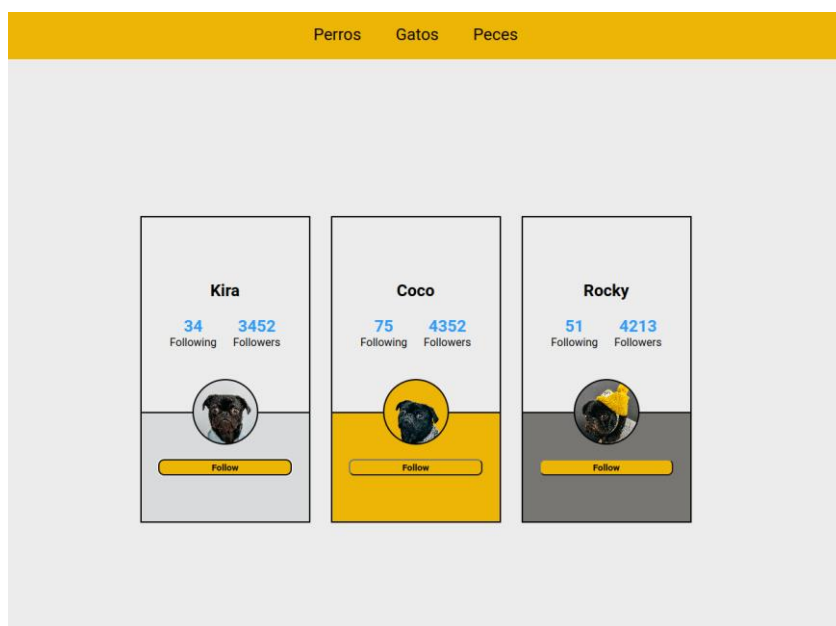 Perros Gatos Peces
Kira
34 3452
Following Followers
Follow
Coco
75 4352
Following Followers
Follow
Rocky
51 4213
Following Followers
Follow